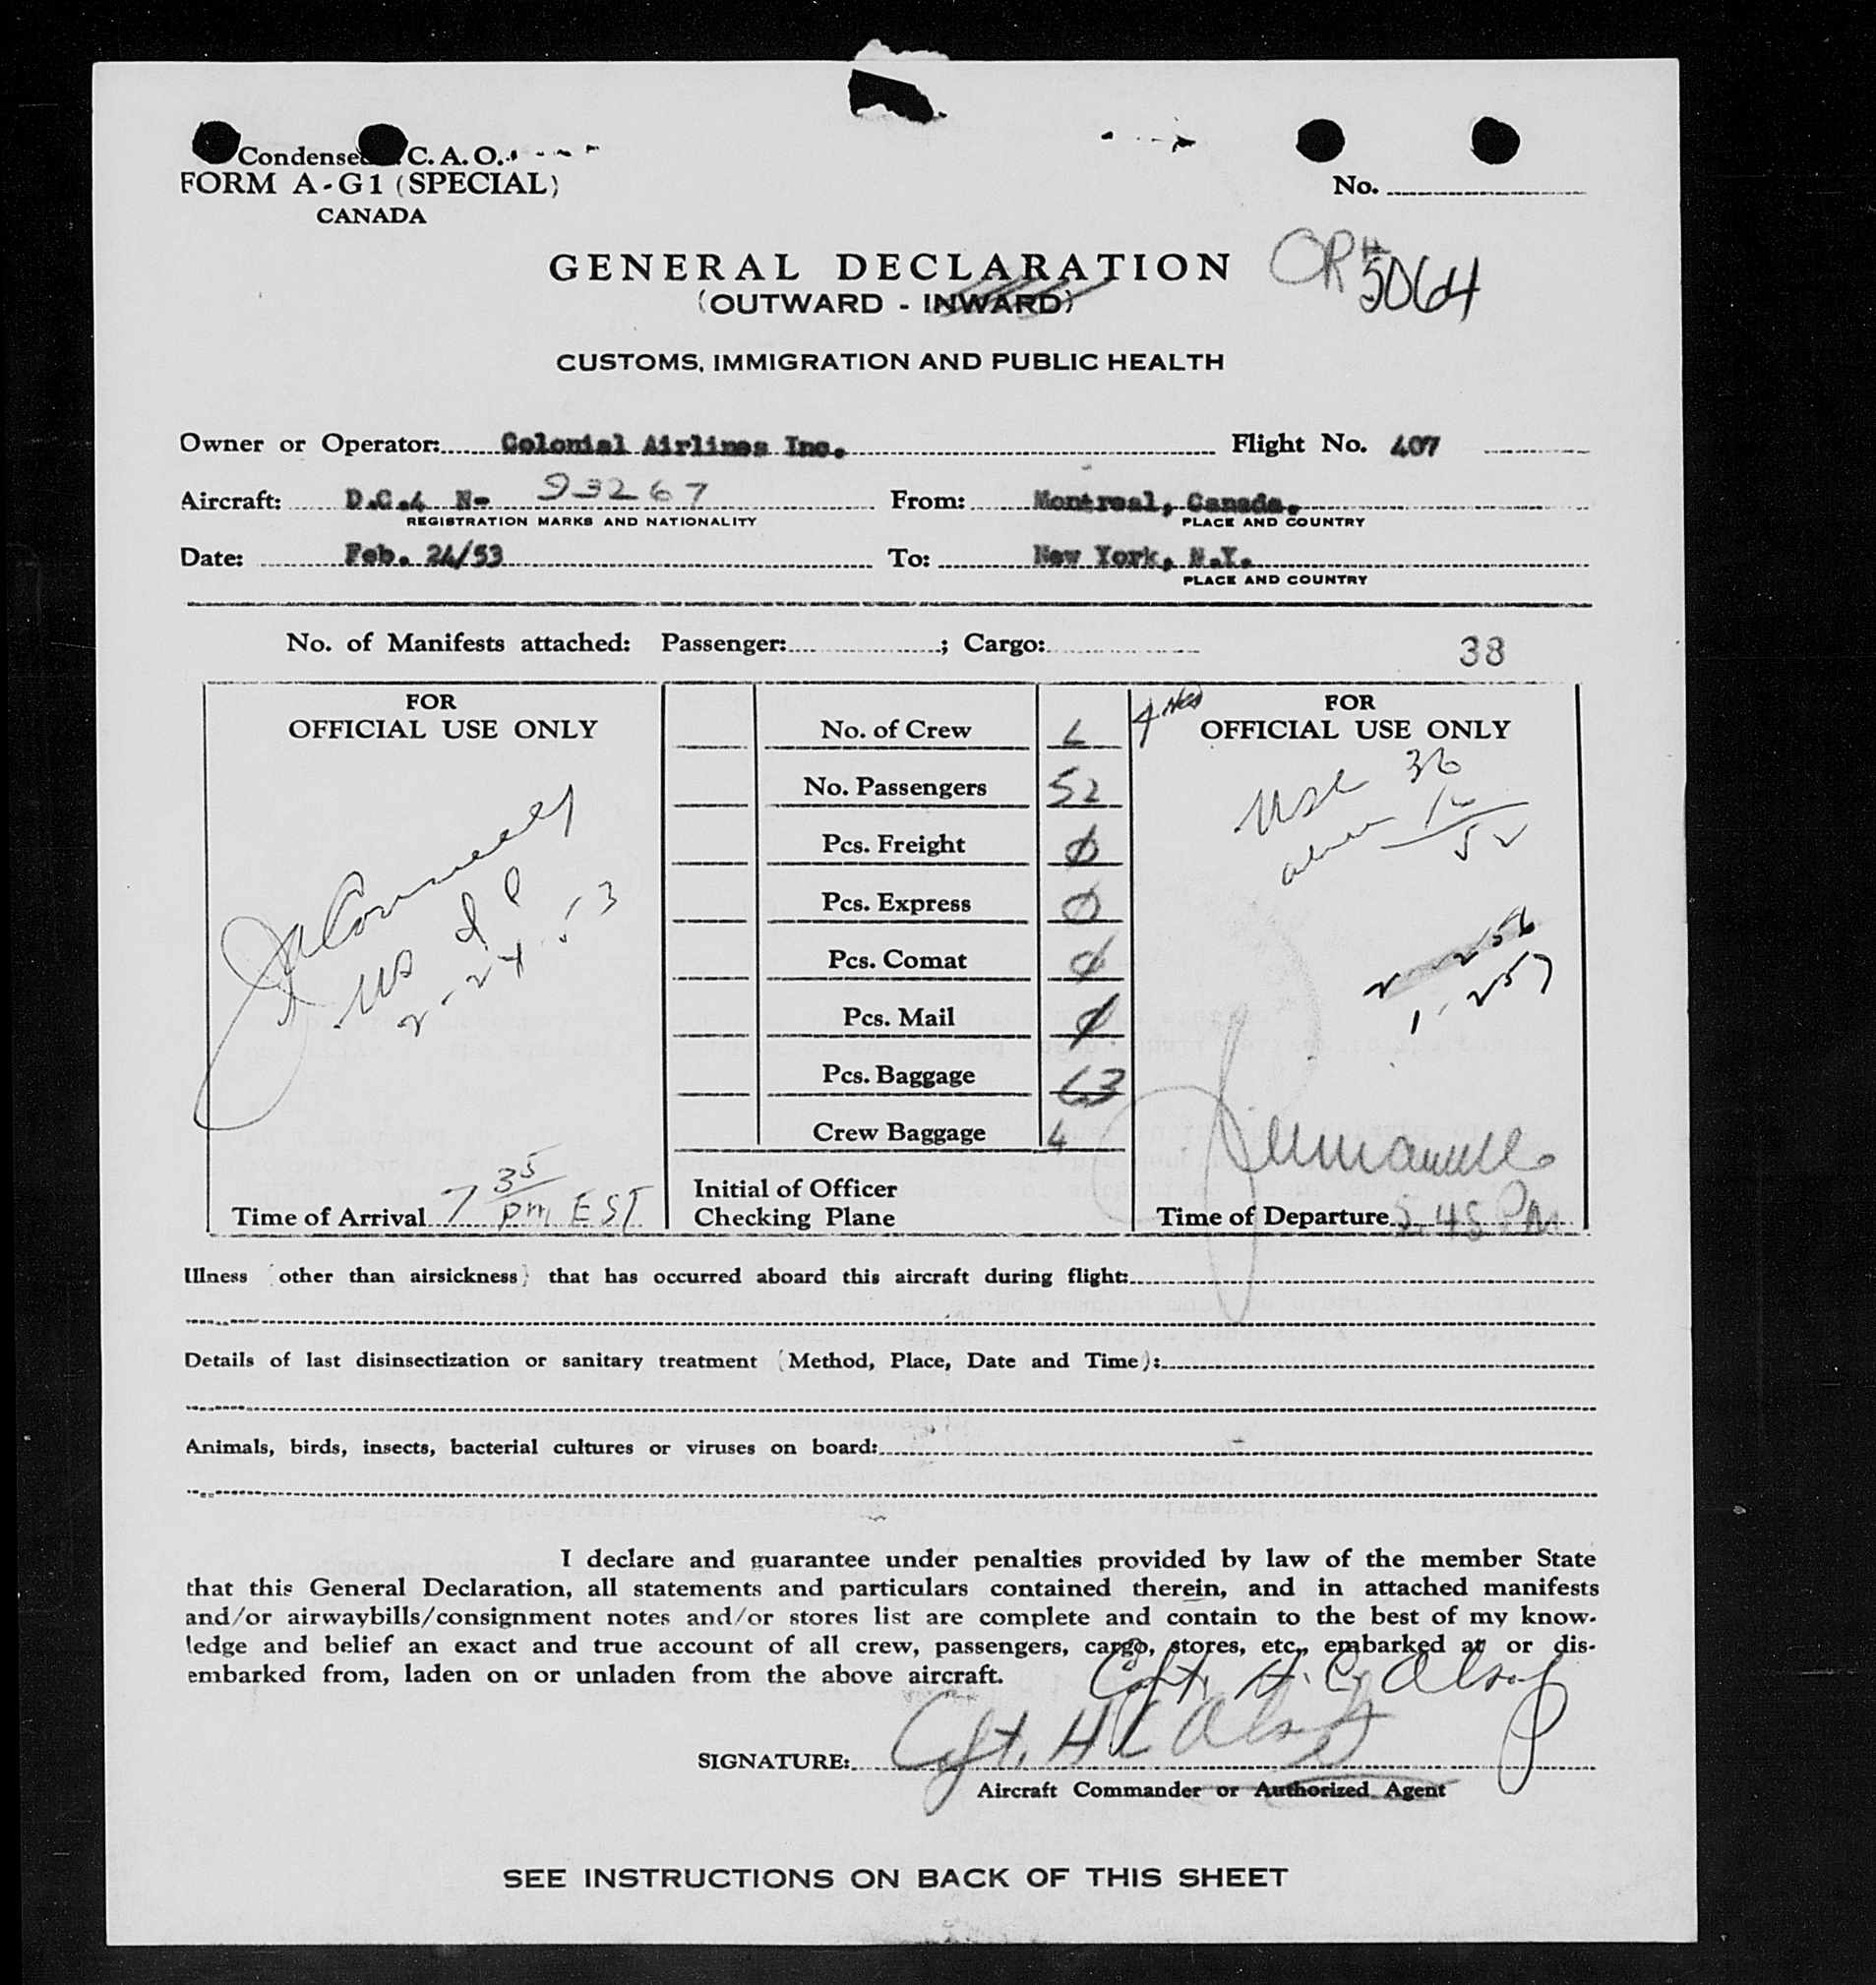 Condensed C. A. O.
FORM A-G1 (SPECIAL)
CANADA
No.
GENERAL DECLARATION
(OUTWARD - INWARD)
OR# 5064
CUSTOMS, IMMIGRATION AND PUBLIC HEALTH
Owner or Operator: Colonial Airlines Inc. Flight No. 407
Aircraft: D.C.4 N- 93267 From: Montreal, Canada.
REGISTRATION MARKS AND NATIONALITY PLACE AND COUNTRY
Date: Feb. 24/53 To: New York, N.Y.
PLACE AND COUNTRY
No. of Manifests attached: Passenger: ; Cargo: 38
FOR
OFFICIAL USE ONLY
2-24-53
Time of Arrival 7 35 pm EST
No. of Crew
No. Passengers 52
Pcs. Freight 0
Pcs. Express 0
Pcs. Comat 0
Pcs. Mail 0
Pcs. Baggage 63
Crew Baggage 4
Initial of Officer
Checking Plane
FOR
OFFICIAL USE ONLY
USC 36
52
Time of Departure 5.45 PM
Illness (other than airsickness) that has occurred aboard this aircraft during flight:
Details of last disinsectization or sanitary treatment (Method, Place, Date and Time):
Animals, birds, insects, bacterial cultures or viruses on board:
I declare and guarantee under penalties provided by law of the member State
that this General Declaration, all statements and particulars contained therein, and in attached manifests
and/or airwaybills/consignment notes and/or stores list are complete and contain to the best of my know-
ledge and belief an exact and true account of all crew, passengers, cargo, stores, etc., embarked at or dis-
embarked from, laden on or unladen from the above aircraft.
SIGNATURE:
Aircraft Commander or Authorized Agent
SEE INSTRUCTIONS ON BACK OF THIS SHEET